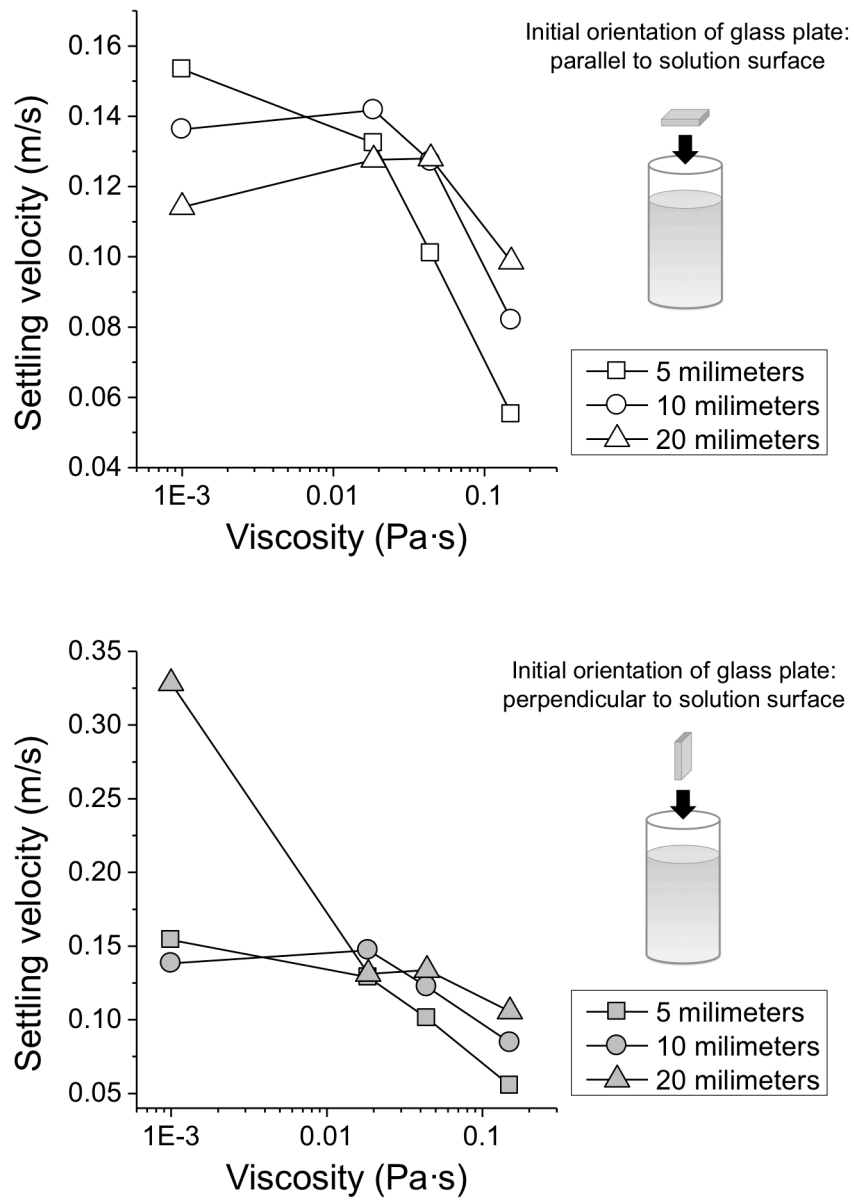 Initial orientation of glass plate:
parallel to solution surface
Settling velocity (m/s)
0.16
0.14
0.12
0.10
0.08
0.06
0.04
1E-3
0.01
0.1
Viscosity (Pa·s)
5 milimeters
10 milimeters
20 milimeters
Initial orientation of glass plate:
perpendicular to solution surface
Settling velocity (m/s)
0.35
0.30
0.25
0.20
0.15
0.10
0.05
1E-3
0.01
0.1
Viscosity (Pa·s)
5 milimeters
10 milimeters
20 milimeters